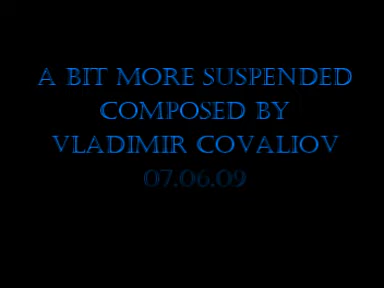 A BIT MORE SUSPENDED
COMPOSED BY
VLADIMIR COVALIOV
07.06.09